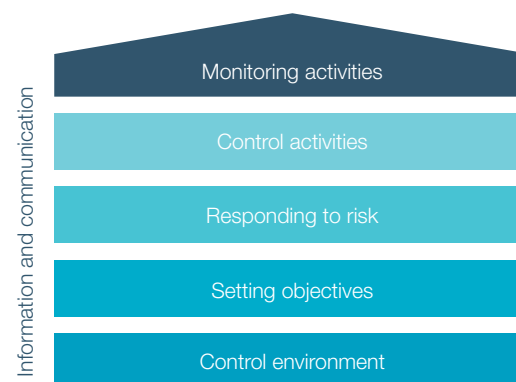 Monitoring activities
Control activities
Responding to risk
Setting objectives
Control environment
Information and communication